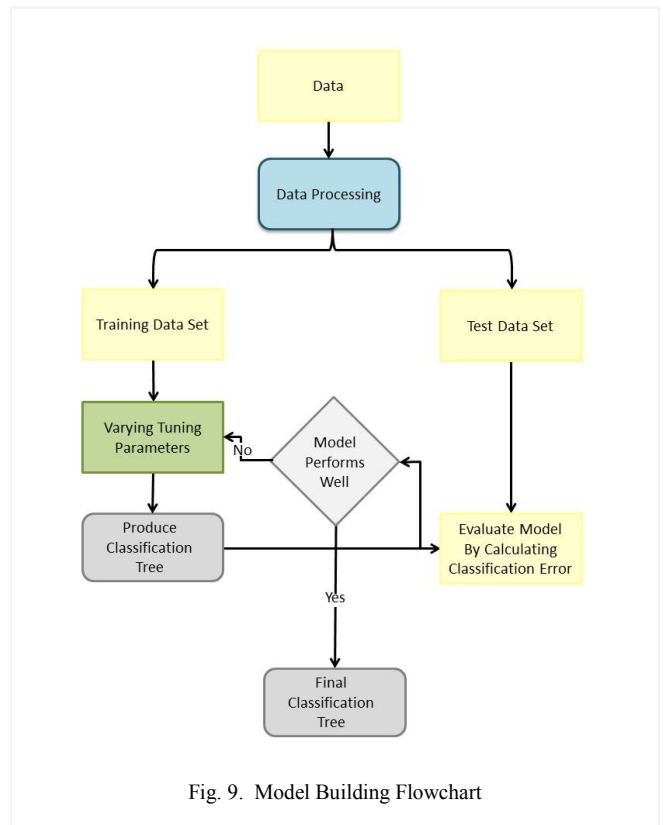 Data
Data Processing
Training Data Set
Test Data Set
Varying Tuning
Parameters
No
Model
Performs
Well
Produce
Classification
Tree
Evaluate Model
By Calculating
Classification Error
Yes
Final
Classification
Tree
Fig. 9. Model Building Flowchart